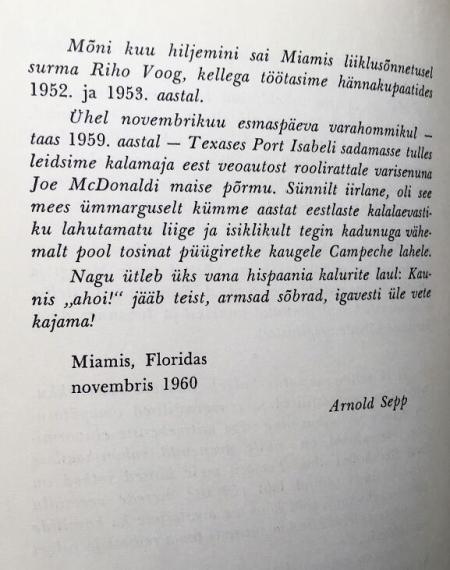 Mõni kuu hiljemini sai Miamis liiklusõnnetusel
surma Riho Voog, kellega töötasime hännakupaatides
1952. ja 1953. aastal.
Ühel novembrikuu esmaspäeva varahommikul –
taas 1959. aastal — Texases Port Isabeli sadamasse tulles
leidsime kalamaja eest veoautost roolirattale varisenuna
Joe McDonaldi maise põrmu. Sünnilt iirlane, oli see
mees ümmarguselt kümme aastat eestlaste kalalaevasti-
ku lahutamatu liige ja isiklikult tegin kadunuga vähe-
malt pool tosinat püügiretke kaugele Campeche lahele.
Nagu ütleb üks vana hispaania kalurite laul: Kau-
nis „ahoi!“ jääb teist, armsad sõbrad, igavesti üle vete
kajama!
Miamis, Floridas
novembris 1960
Arnold Sepp